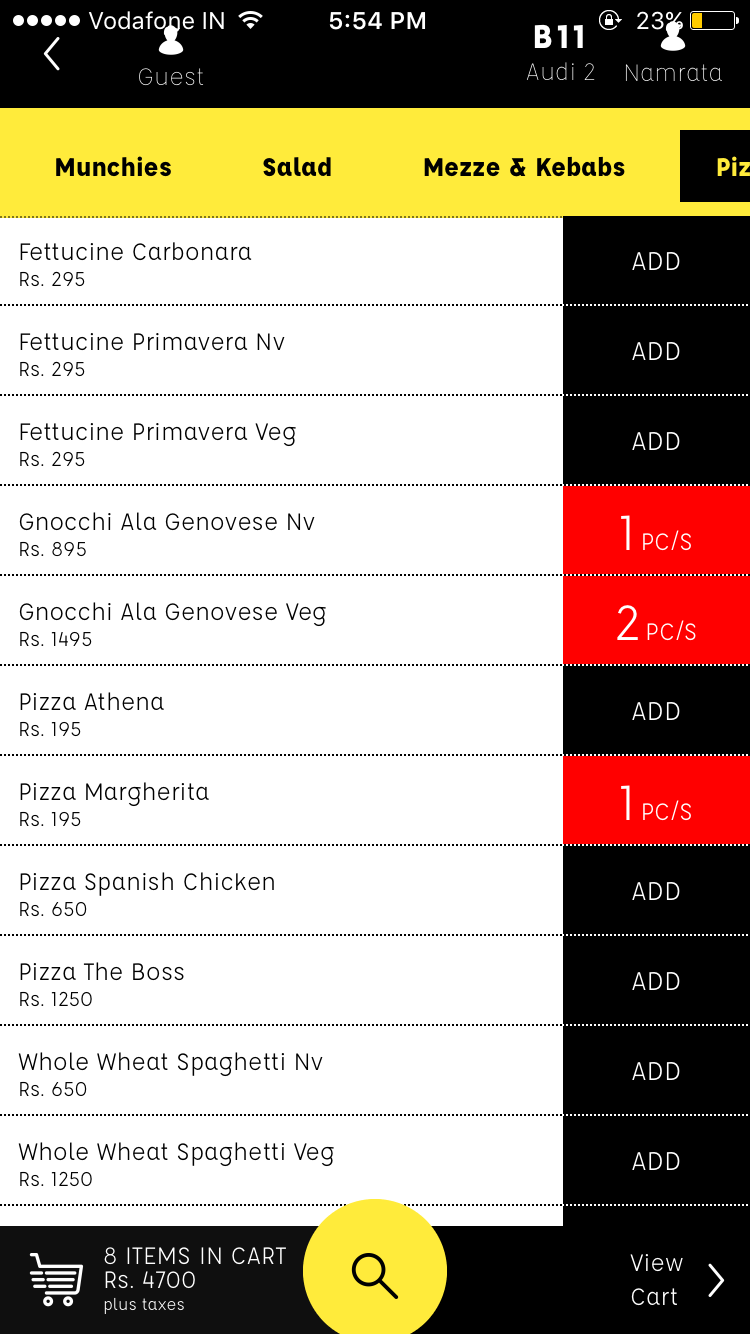 Vodafone IN 5:54 PM 23%
B11
Guest Audi 2 Namrata
Munchies Salad Mezze & Kebabs Piz
Fettucine Carbonara
Rs. 295
ADD
Fettucine Primavera Nv
Rs. 295
ADD
Fettucine Primavera Veg
Rs. 295
ADD
Gnocchi Ala Genovese Nv
Rs. 895
1 PC/S
Gnocchi Ala Genovese Veg
Rs. 1495
2 PC/S
Pizza Athena
Rs. 195
ADD
Pizza Margherita
Rs. 195
1 PC/S
Pizza Spanish Chicken
Rs. 650
ADD
Pizza The Boss
Rs. 1250
ADD
Whole Wheat Spaghetti Nv
Rs. 650
ADD
Whole Wheat Spaghetti Veg
Rs. 1250
ADD
8 ITEMS IN CART
Rs. 4700
plus taxes
View
Cart